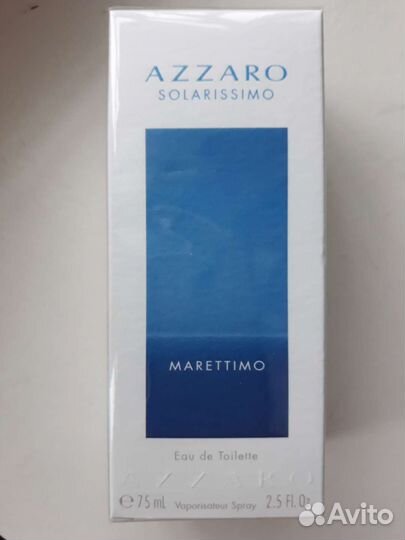 AZZARO
SOLARISSIMO
MARETTIMO
Eau de Toilette
AZZARO
℮ 75 mL Vaporisateur Spray 2.5 Fl. Oz
Avito